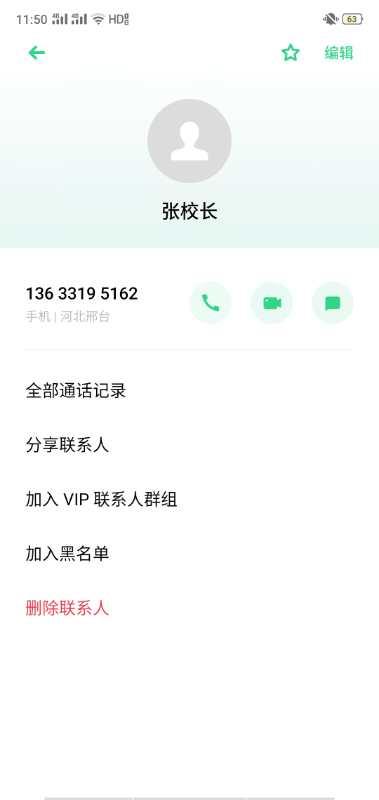 11:50 HD 63
编辑
张校长
136 3319 5162
手机 | 河北邢台
全部通话记录
分享联系人
加入 VIP 联系人群组
加入黑名单
删除联系人